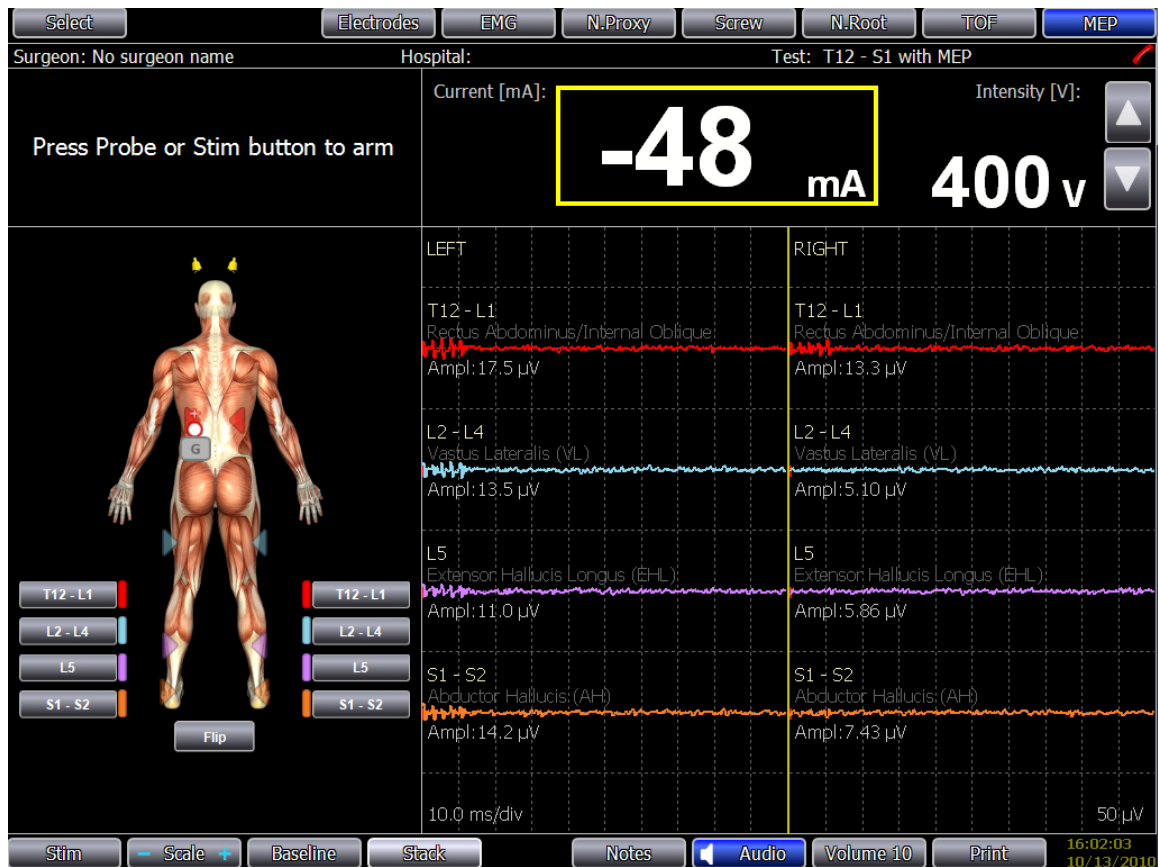 Select Electrodes EMG N.Proxy Screw N.Root TOF MEP
Surgeon: No surgeon name Hospital: Test: T12 - S1 with MEP
Press Probe or Stim button to arm
Current [mA]: -48 mA
Intensity [V]: 400 V
LEFT
T12 - L1
Rectus Abdominus/Internal Oblique
Ampl:17.5 µV
L2 - L4
Vastus Lateralis (VL)
Ampl:13.5 µV
L5
Extensor Hallucis Longus (EHL)
Ampl:11.0 µV
S1 - S2
Abductor Hallucis (AH)
Ampl:14.2 µV
10.0 ms/div
RIGHT
T12 - L1
Rectus Abdominus/Internal Oblique
Ampl:13.3 µV
L2 - L4
Vastus Lateralis (VL)
Ampl:5.10 µV
L5
Extensor Hallucis Longus (EHL)
Ampl:5.86 µV
S1 - S2
Abductor Hallucis (AH)
Ampl:7.43 µV
50 µV
+
G
T12 - L1 T12 - L1
L2 - L4 L2 - L4
L5 L5
S1 - S2 S1 - S2
Flip
Stim - Scale + Baseline Stack Notes Audio Volume 10 Print
16:02:03
10/13/2010